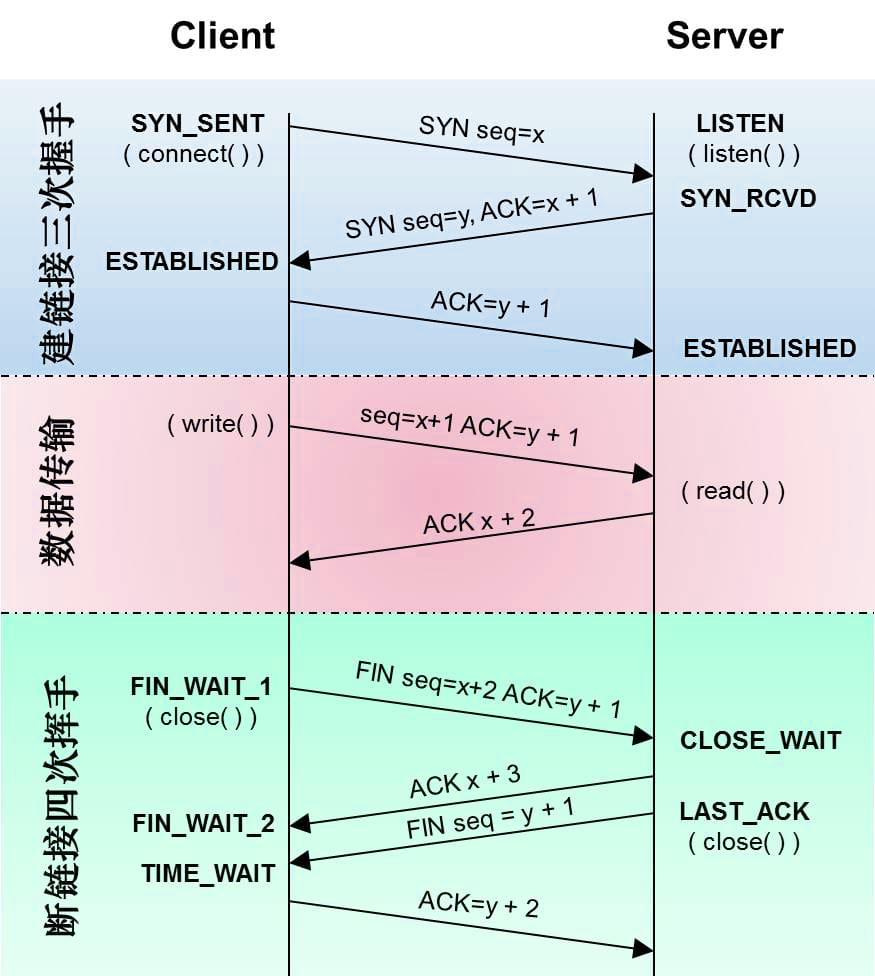 Client
Server
建链接三次握手
SYN_SENT
( connect( ) )
SYN seq=x
LISTEN
( listen( ) )
SYN_RCVD
SYN seq=y, ACK=x + 1
ESTABLISHED
ACK=y + 1
ESTABLISHED
数据传输
( write( ) )
seq=x+1 ACK=y + 1
( read( ) )
ACK x + 2
断链接四次挥手
FIN_WAIT_1
( close( ) )
FIN seq=x+2 ACK=y + 1
CLOSE_WAIT
ACK x + 3
FIN_WAIT_2
FIN seq = y + 1
LAST_ACK
( close( ) )
TIME_WAIT
ACK=y + 2